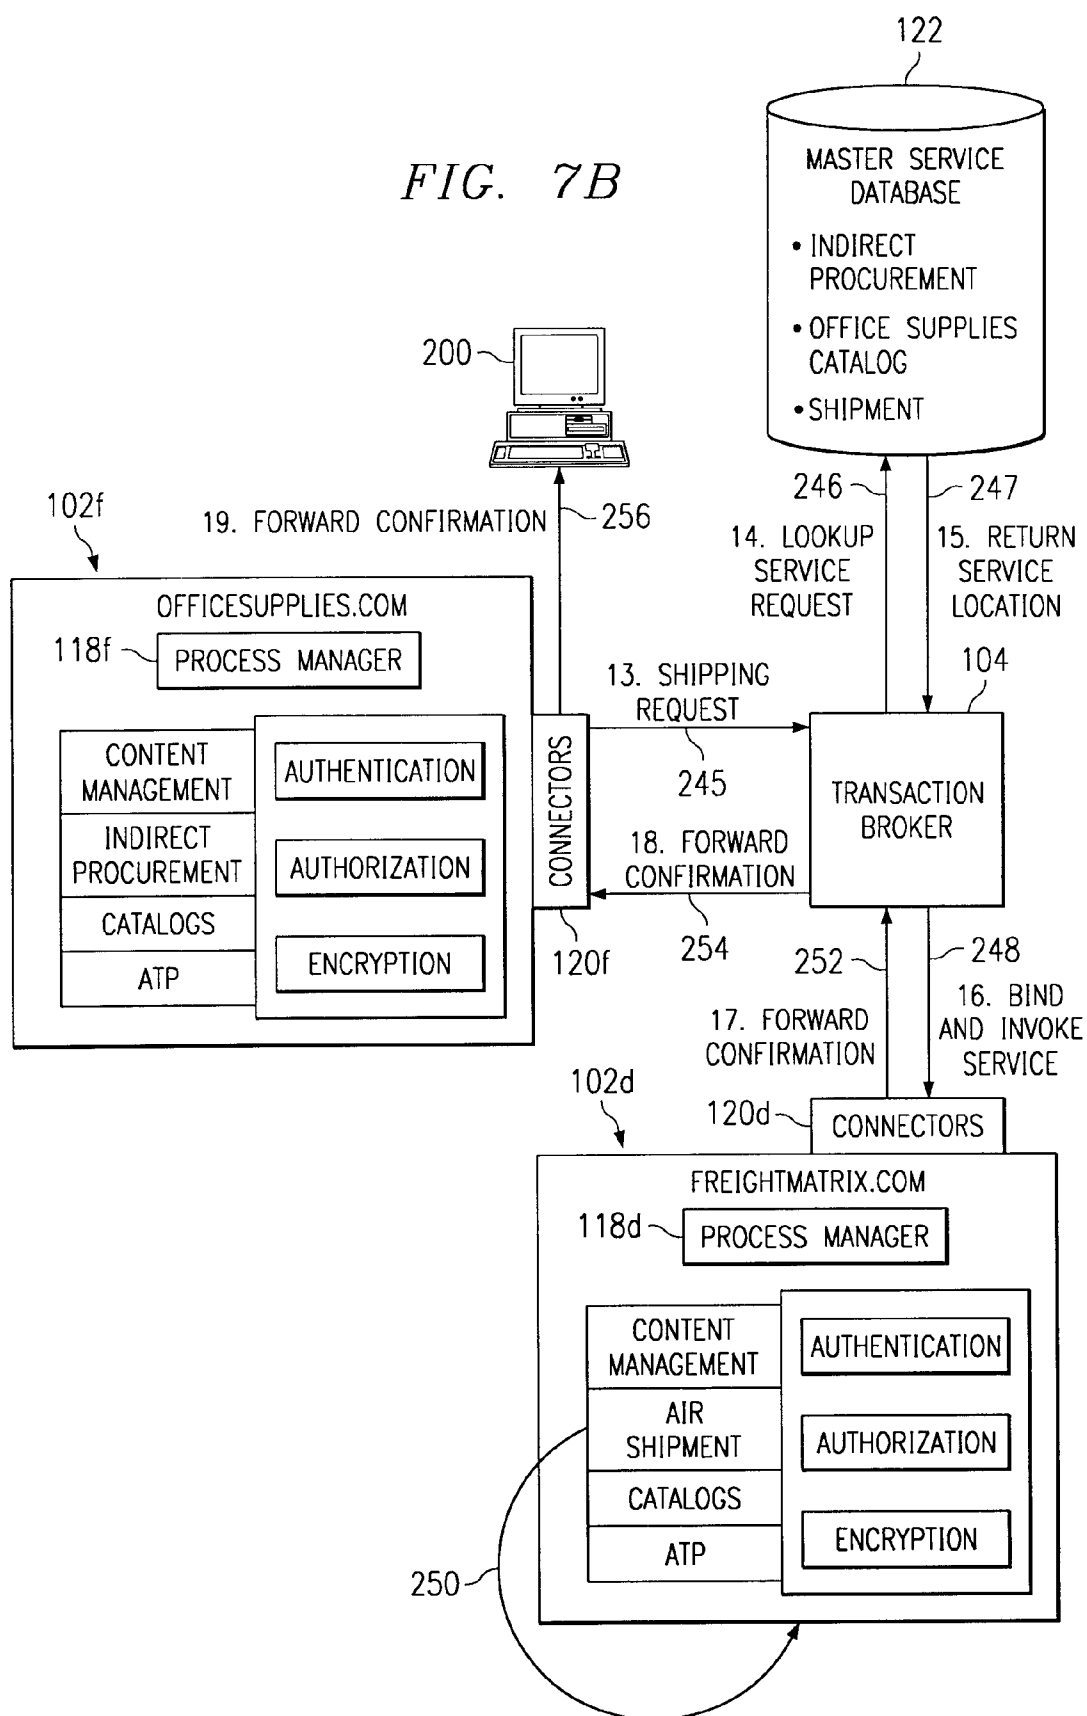 122
FIG. 7B
MASTER SERVICE
DATABASE
• INDIRECT
PROCUREMENT
• OFFICE SUPPLIES
CATALOG
• SHIPMENT
200
246
247
102f
19. FORWARD CONFIRMATION
256
14. LOOKUP
SERVICE
REQUEST
15. RETURN
SERVICE
LOCATION
OFFICESUPPLIES.COM
118f
PROCESS MANAGER
13. SHIPPING
REQUEST
104
CONTENT
MANAGEMENT
INDIRECT
PROCUREMENT
CATALOGS
ATP
AUTHENTICATION
AUTHORIZATION
ENCRYPTION
CONNECTORS
245
TRANSACTION
BROKER
18. FORWARD
CONFIRMATION
120f
254
252
248
17. FORWARD
CONFIRMATION
16. BIND
AND INVOKE
SERVICE
102d
120d
CONNECTORS
FREIGHTMATRIX.COM
118d
PROCESS MANAGER
CONTENT
MANAGEMENT
AIR
SHIPMENT
CATALOGS
ATP
AUTHENTICATION
AUTHORIZATION
ENCRYPTION
250